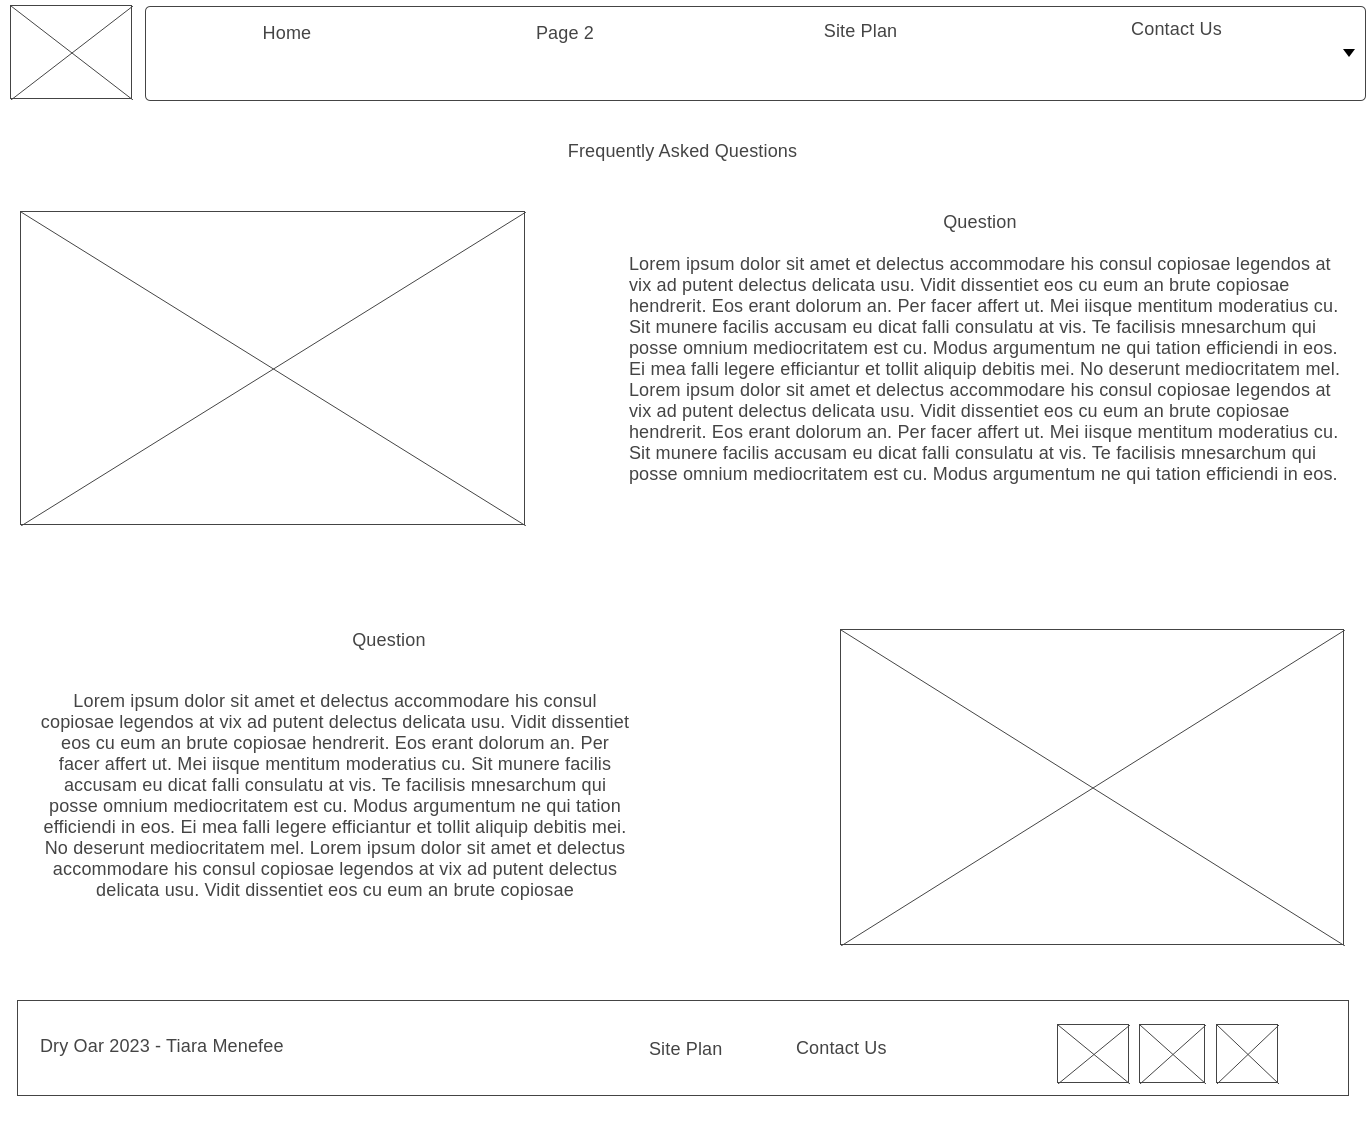 Home
Page 2
Site Plan
Contact Us
Frequently Asked Questions
Question
Lorem ipsum dolor sit amet et delectus accommodare his consul copiosae legendos at
vix ad putent delectus delicata usu. Vidit dissentiet eos cu eum an brute copiosae
hendrerit. Eos erant dolorum an. Per facer affert ut. Mei iisque mentitum moderatius cu.
Sit munere facilis accusam eu dicat falli consulatu at vis. Te facilisis mnesarchum qui
posse omnium mediocritatem est cu. Modus argumentum ne qui tation efficiendi in eos.
Ei mea falli legere efficiantur et tollit aliquip debitis mei. No deserunt mediocritatem mel.
Lorem ipsum dolor sit amet et delectus accommodare his consul copiosae legendos at
vix ad putent delectus delicata usu. Vidit dissentiet eos cu eum an brute copiosae
hendrerit. Eos erant dolorum an. Per facer affert ut. Mei iisque mentitum moderatius cu.
Sit munere facilis accusam eu dicat falli consulatu at vis. Te facilisis mnesarchum qui
posse omnium mediocritatem est cu. Modus argumentum ne qui tation efficiendi in eos.
Question
Lorem ipsum dolor sit amet et delectus accommodare his consul
copiosae legendos at vix ad putent delectus delicata usu. Vidit dissentiet
eos cu eum an brute copiosae hendrerit. Eos erant dolorum an. Per
facer affert ut. Mei iisque mentitum moderatius cu. Sit munere facilis
accusam eu dicat falli consulatu at vis. Te facilisis mnesarchum qui
posse omnium mediocritatem est cu. Modus argumentum ne qui tation
efficiendi in eos. Ei mea falli legere efficiantur et tollit aliquip debitis mei.
No deserunt mediocritatem mel. Lorem ipsum dolor sit amet et delectus
accommodare his consul copiosae legendos at vix ad putent delectus
delicata usu. Vidit dissentiet eos cu eum an brute copiosae
Dry Oar 2023 - Tiara Menefee
Site Plan
Contact Us